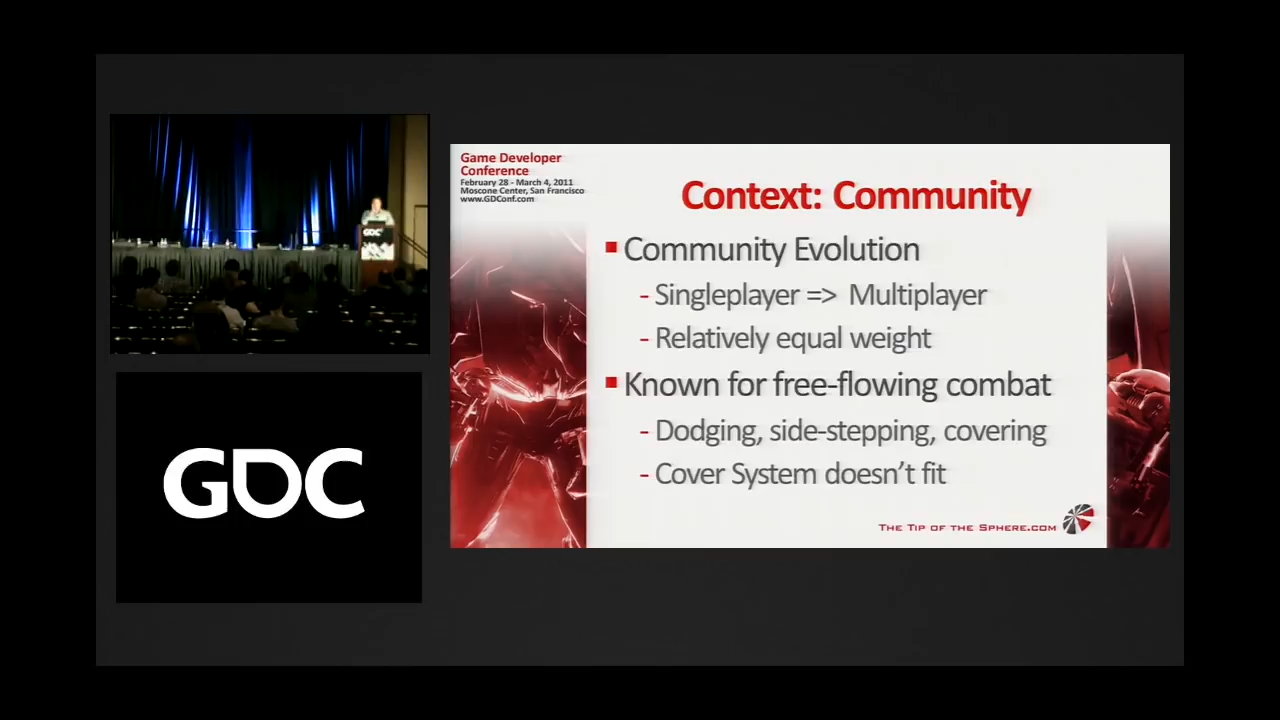 GDC
GDC
Game Developer
Conference
February 28 - March 4, 2011
Moscone Center, San Francisco
www.GDConf.com
Context: Community
Community Evolution
- Singleplayer => Multiplayer
- Relatively equal weight
Known for free-flowing combat
- Dodging, side-stepping, covering
- Cover System doesn't fit
The Tip of the Sphere.com